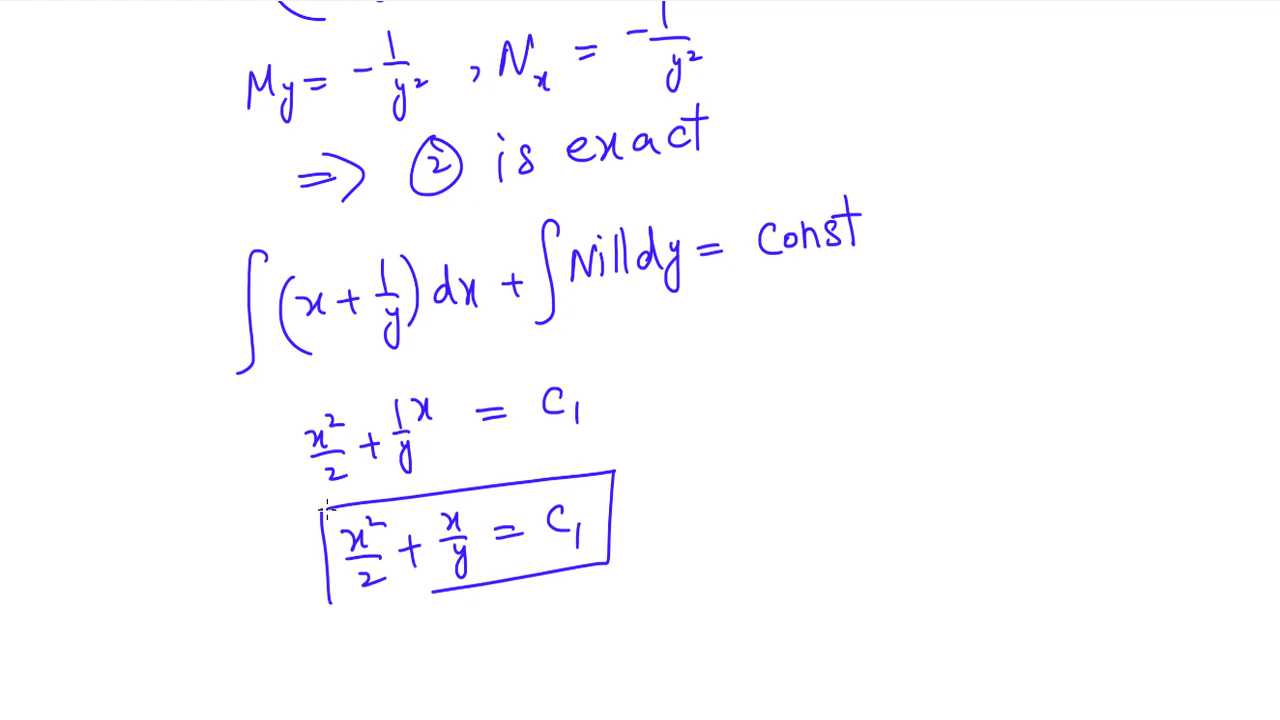 My = - 1/y² , Nx = - 1/y²
⇒ ② is exact
∫ (x + 1/y) dx + ∫ Nill dy = Const
x²/2 + 1/y x = C₁
x²/2 + x/y = C₁